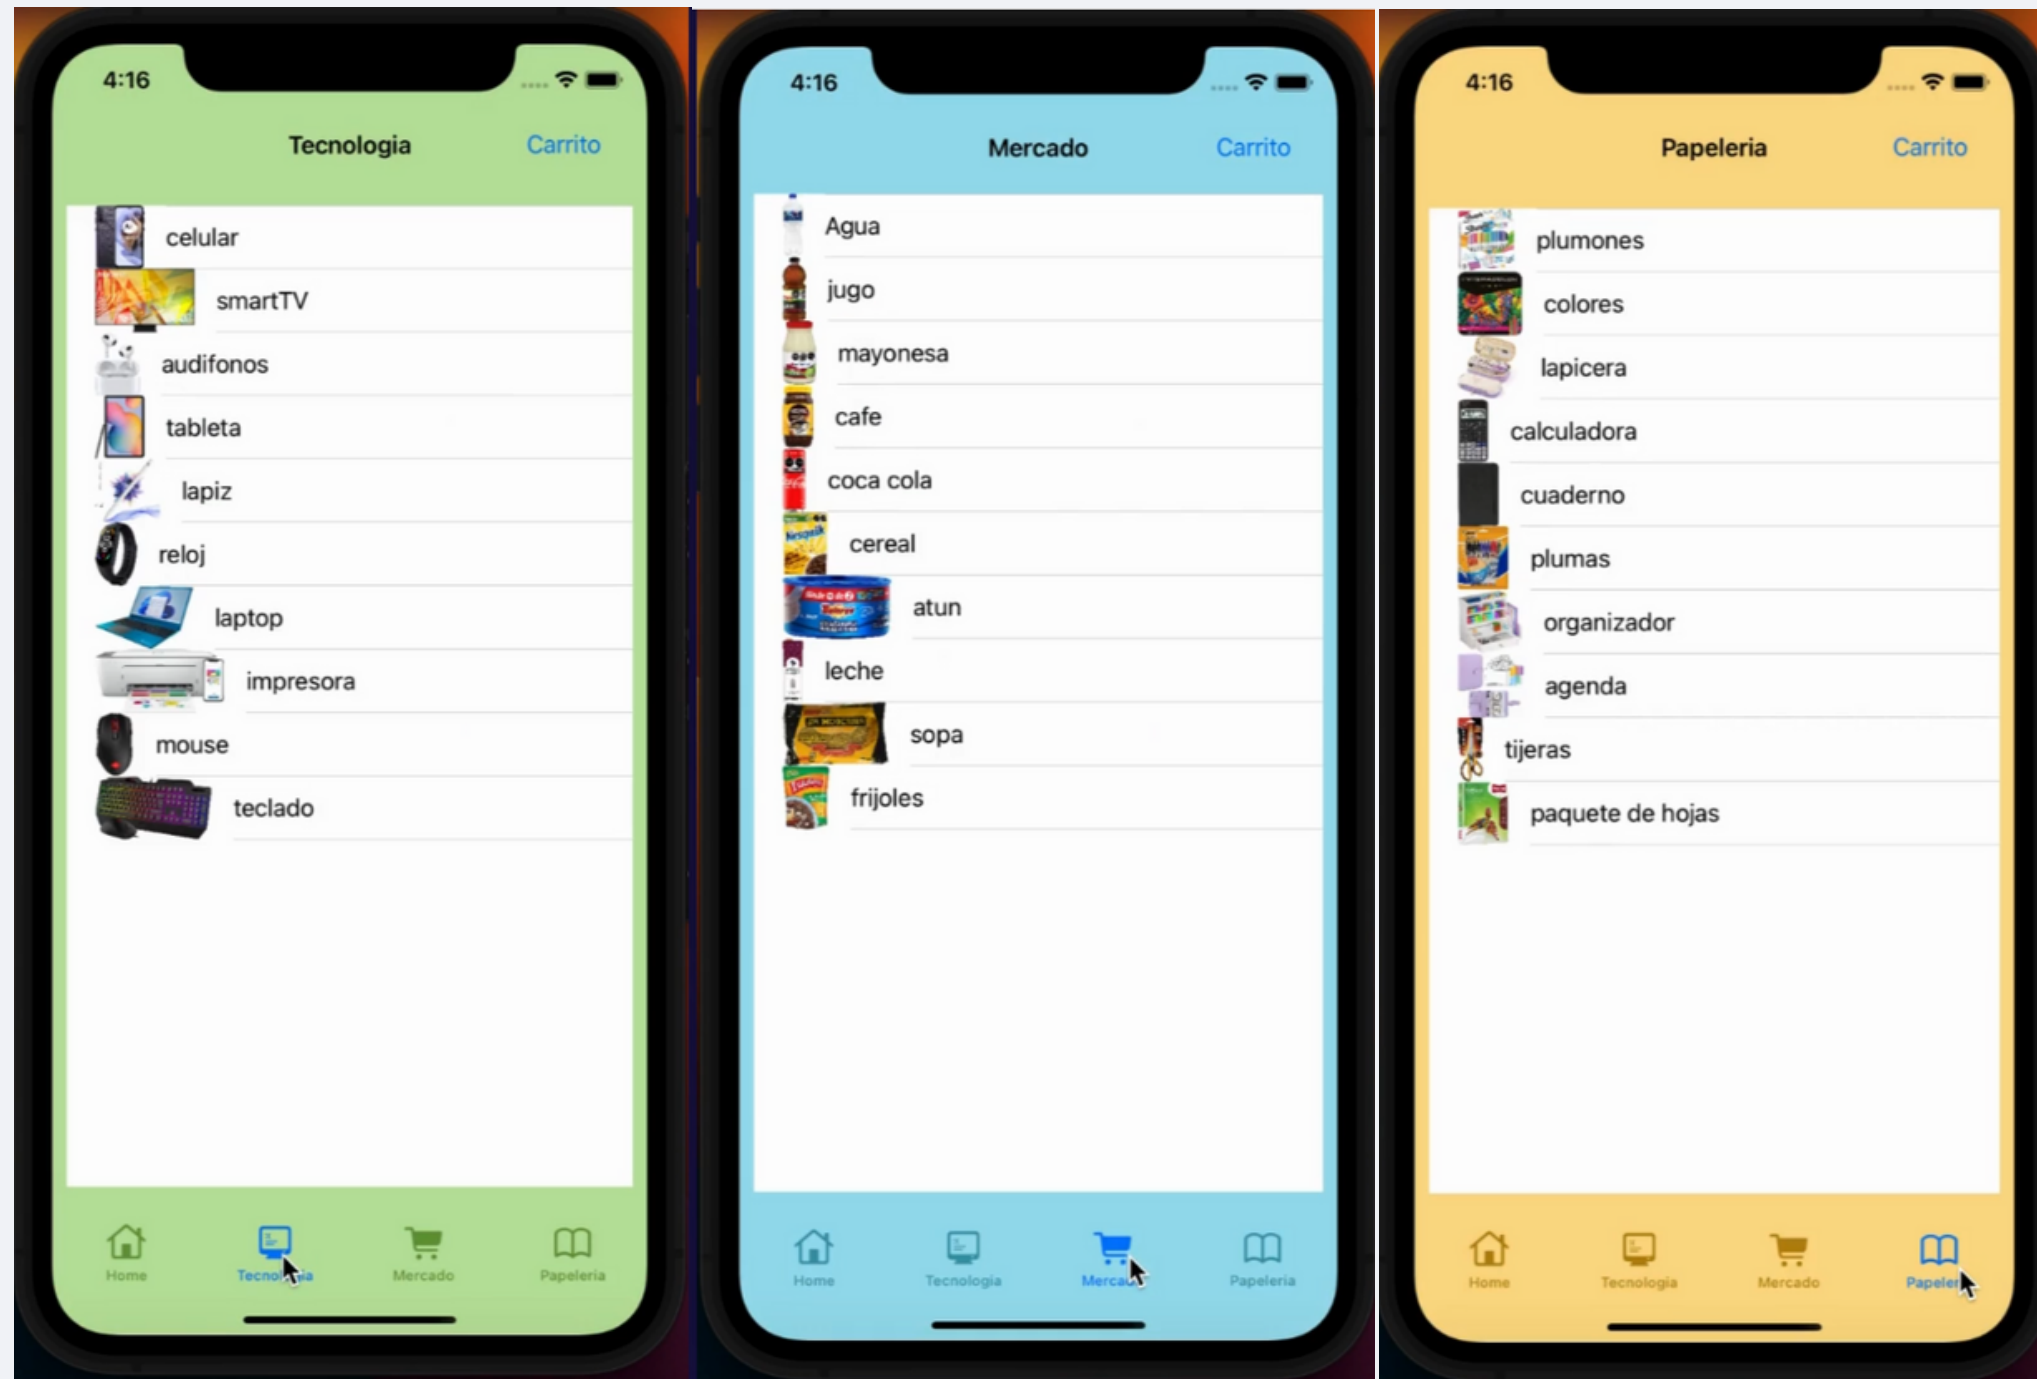 4:16
Tecnologia
Carrito
celular
smartTV
audifonos
tableta
lapiz
reloj
laptop
impresora
mouse
teclado
Home
Mercado
Papeleria
4:16
Mercado
Carrito
Agua
jugo
mayonesa
cafe
coca cola
cereal
Nesquik
atun
leche
sopa
frijoles
Home
Tecnologia
Papeleria
4:16
Papeleria
Carrito
plumones
colores
lapicera
calculadora
cuaderno
plumas
organizador
agenda
tijeras
paquete de hojas
Home
Tecnologia
Mercado